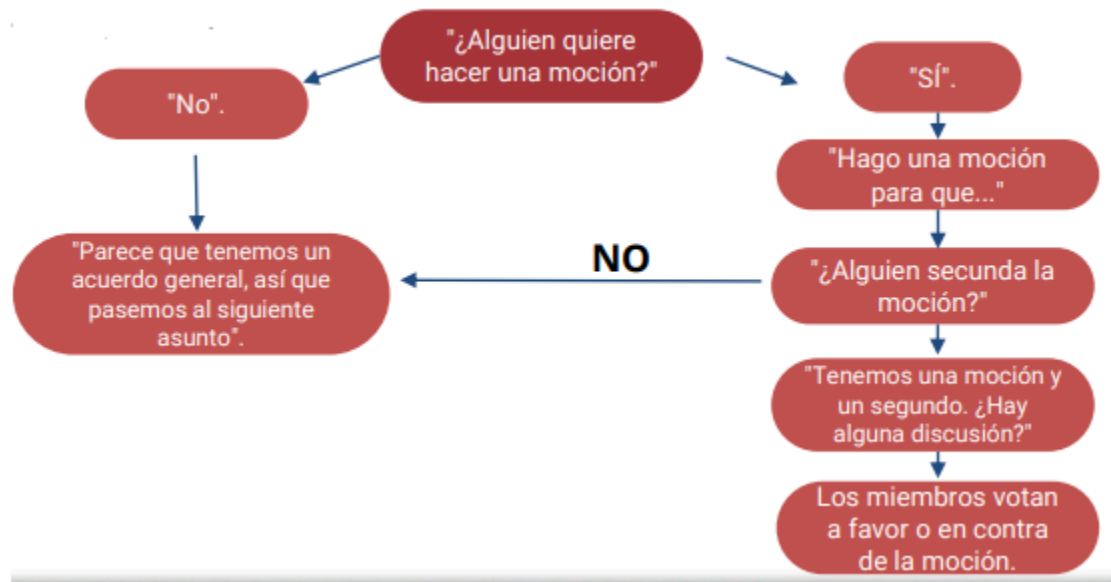 "¿Alguien quiere
hacer una moción?"
"No".
"Parece que tenemos un
acuerdo general, así que
pasemos al siguiente
asunto".
"SÍ".
"Hago una moción
para que..."
"¿Alguien secunda la
moción?"
NO
"Tenemos una moción y
un segundo. ¿Hay
alguna discusión?"
Los miembros votan
a favor o en contra
de la moción.